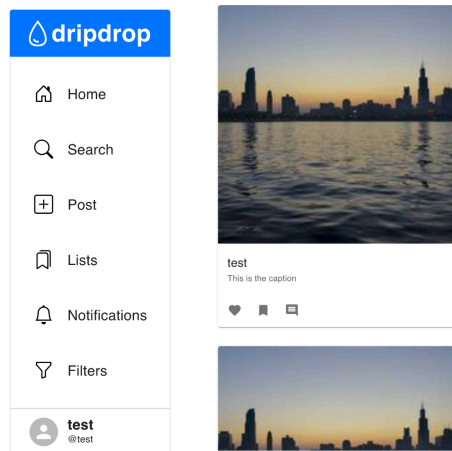 dripdrop
Home
Search
Post
Lists
Notifications
Filters
test
@test
test
This is the caption